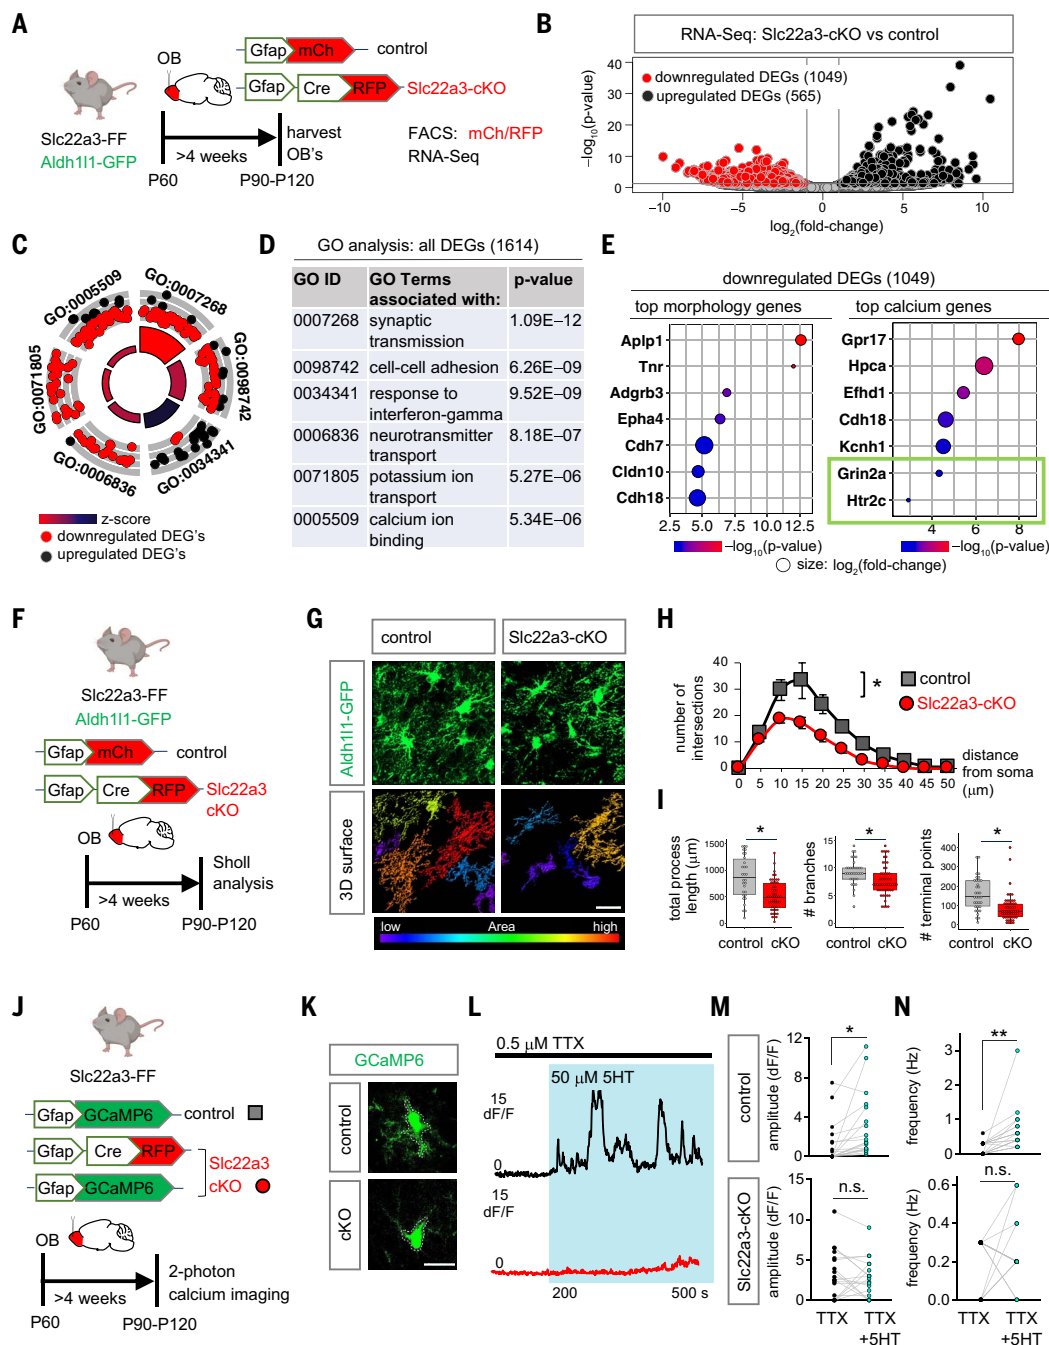 A
OB
Gfap mCh control
Gfap Cre RFP Slc22a3-cKO
Slc22a3-FF
Aldh1l1-GFP
>4 weeks
harvest
OB's
P60
P90-P120
FACS: mCh/RFP
RNA-Seq
B
RNA-Seq: Slc22a3-cKO vs control
downregulated DEGs (1049)
upregulated DEGs (565)
–log10(p-value)
40
30
20
10
0
–10 –5 0 5 10
log2(fold-change)
C
GO:0005509
GO:0007268
GO:0071805
GO:0098742
GO:0006836
GO:0034341
z-score
downregulated DEG's
upregulated DEG's
D
GO analysis: all DEGs (1614)
GO ID GO Terms associated with: p-value
0007268 synaptic transmission 1.09E–12
0098742 cell-cell adhesion 6.26E–09
0034341 response to interferon-gamma 9.52E–09
0006836 neurotransmitter transport 8.18E–07
0071805 potassium ion transport 5.27E–06
0005509 calcium ion binding 5.34E–06
E
downregulated DEGs (1049)
top morphology genes
Aplp1
Tnr
Adgrb3
Epha4
Cdh7
Cldn10
Cdh18
2.5 5.0 7.5 10.0 12.5
–log10(p-value)
top calcium genes
Gpr17
Hpca
Efhd1
Cdh18
Kcnh1
Grin2a
Htr2c
4 6 8
–log10(p-value)
size: log2(fold-change)
F
Slc22a3-FF
Aldh1l1-GFP
Gfap mCh control
Gfap Cre RFP Slc22a3
cKO
OB
>4 weeks
Sholl
analysis
P60
P90-P120
G
control
Slc22a3-cKO
Aldh1l1-GFP
3D surface
low Area high
H
number of
intersections
40
30
20
10
0
0 5 10 15 20 25 30 35 40 45 50
*
control
Slc22a3-cKO
distance
from soma
(µm)
I
total process
length (µm)
1500
1000
500
0
*
control cKO
# branches
15
10
5
0
*
control cKO
# terminal points
400
300
200
100
0
*
control cKO
J
Slc22a3-FF
Gfap GCaMP6 control
Gfap Cre RFP
Gfap GCaMP6
Slc22a3
cKO
OB
>4 weeks
2-photon
calcium imaging
P60
P90-P120
K
GCaMP6
control
cKO
L
0.5 µM TTX
50 µM 5HT
15
dF/F
0
15
dF/F
0
200 500 s
M
control
amplitude (dF/F)
12
8
4
0
*
Slc22a3-cKO
amplitude (dF/F)
15
10
5
0
n.s.
TTX TTX
+5HT
N
frequency (Hz)
3
2
1
0
**
frequency (Hz)
0.6
0.4
0.2
0.0
n.s.
TTX TTX
+5HT